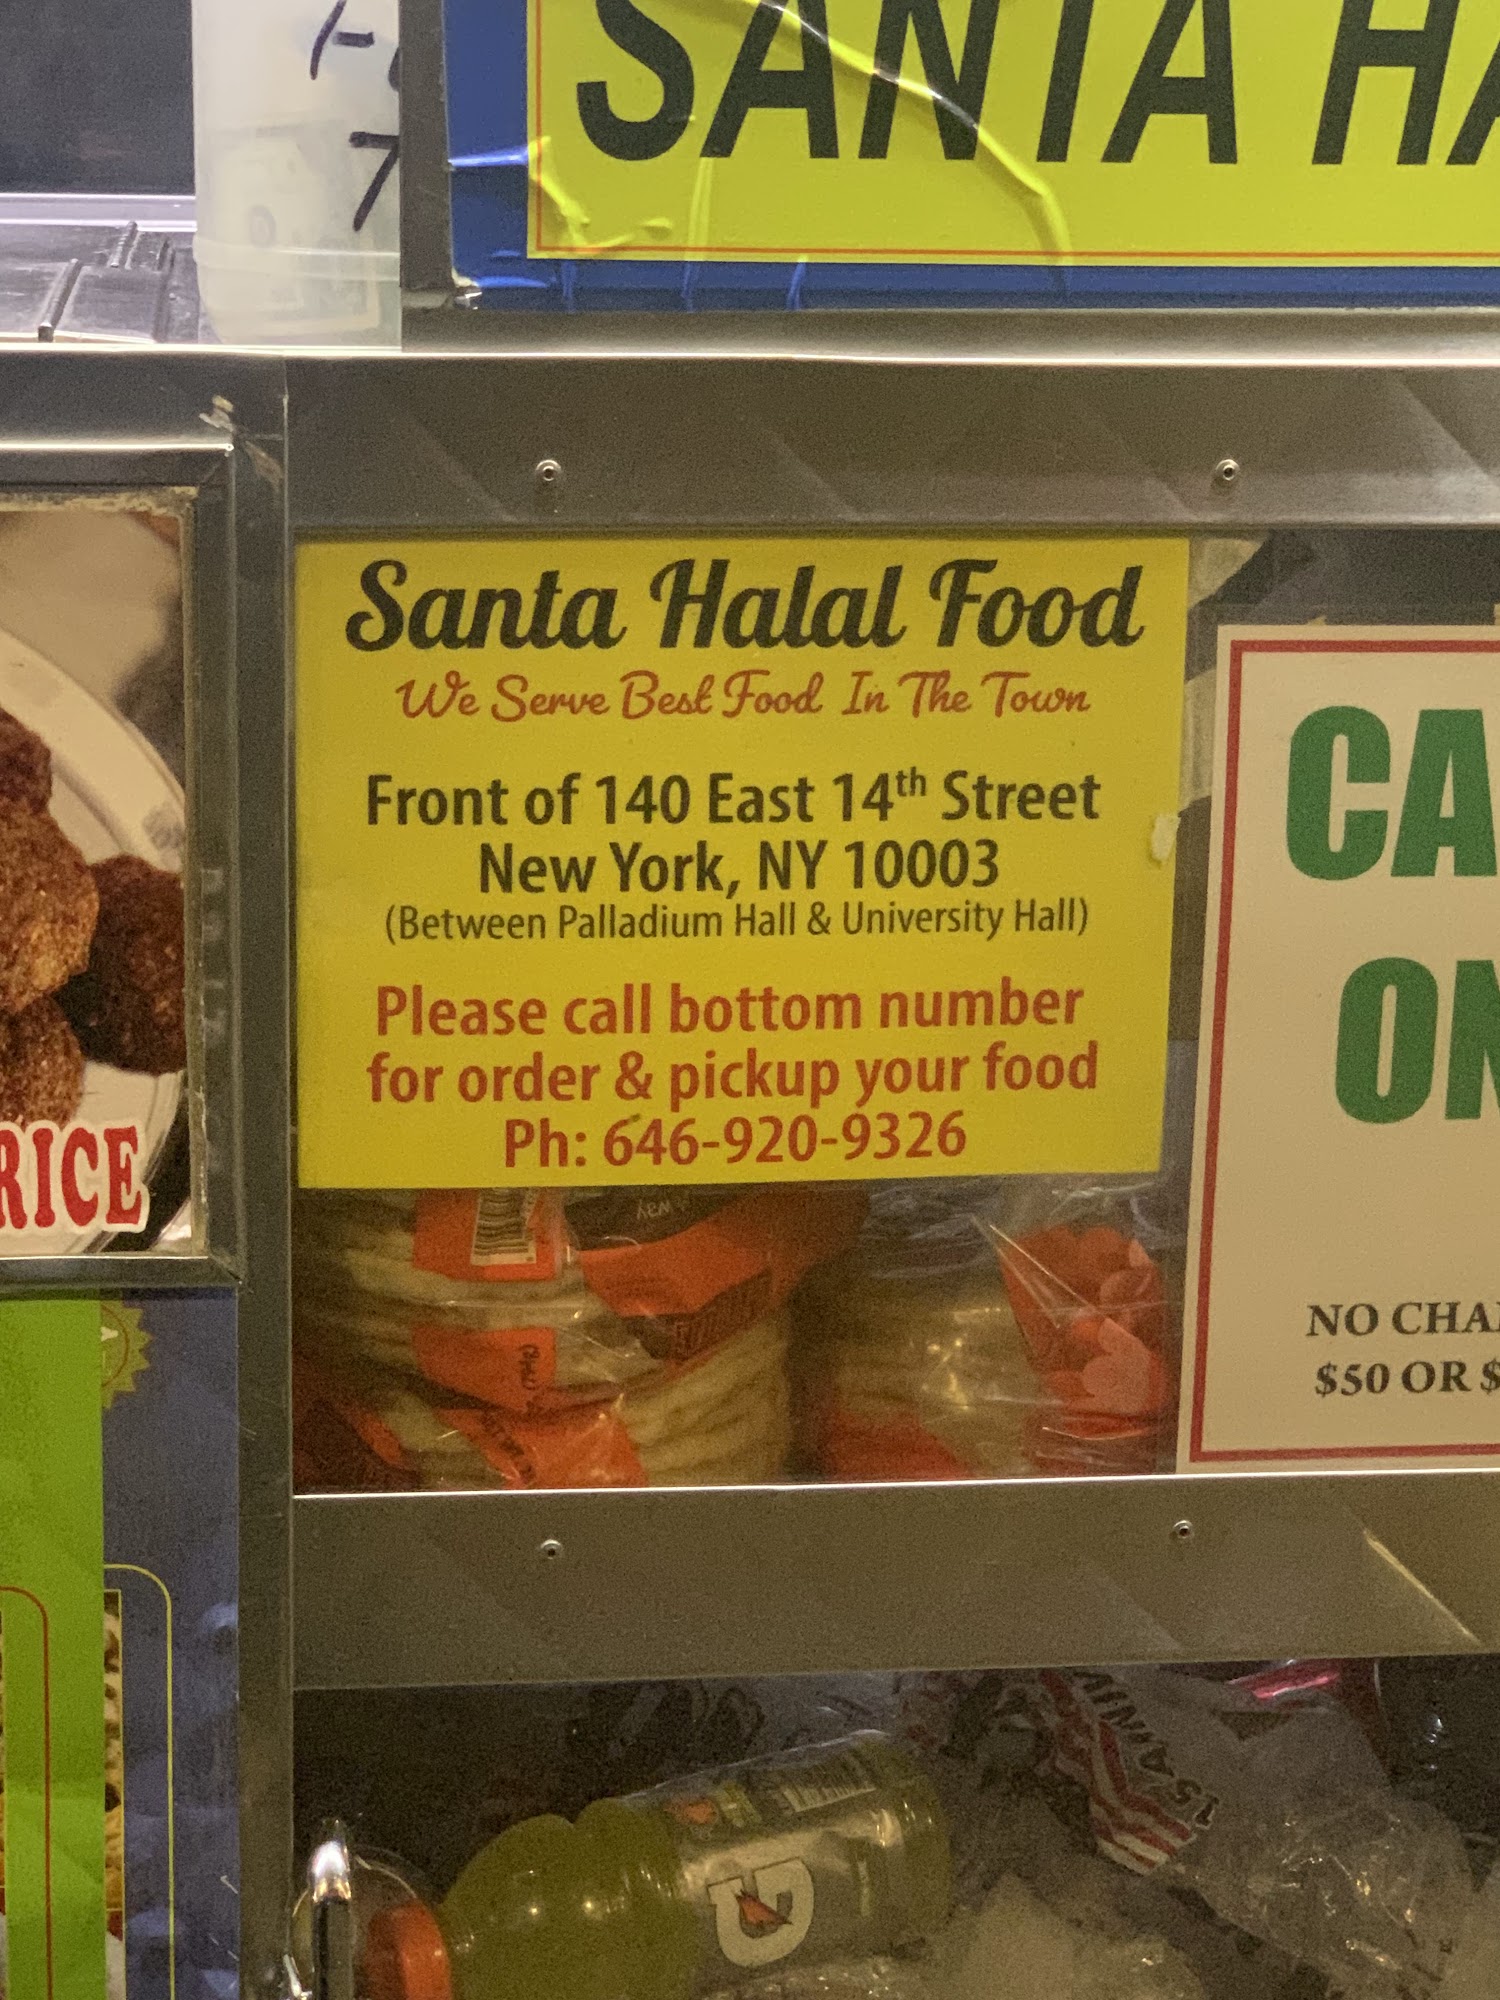 SANTA
Santa Halal Food
We Serve Best Food In The Town
Front of 140 East 14th Street
New York, NY 10003
(Between Palladium Hall & University Hall)
Please call bottom number
for order & pickup your food
Ph: 646-920-9326
RICE
CA
ON
NO CHA
$50 OR $
way
G